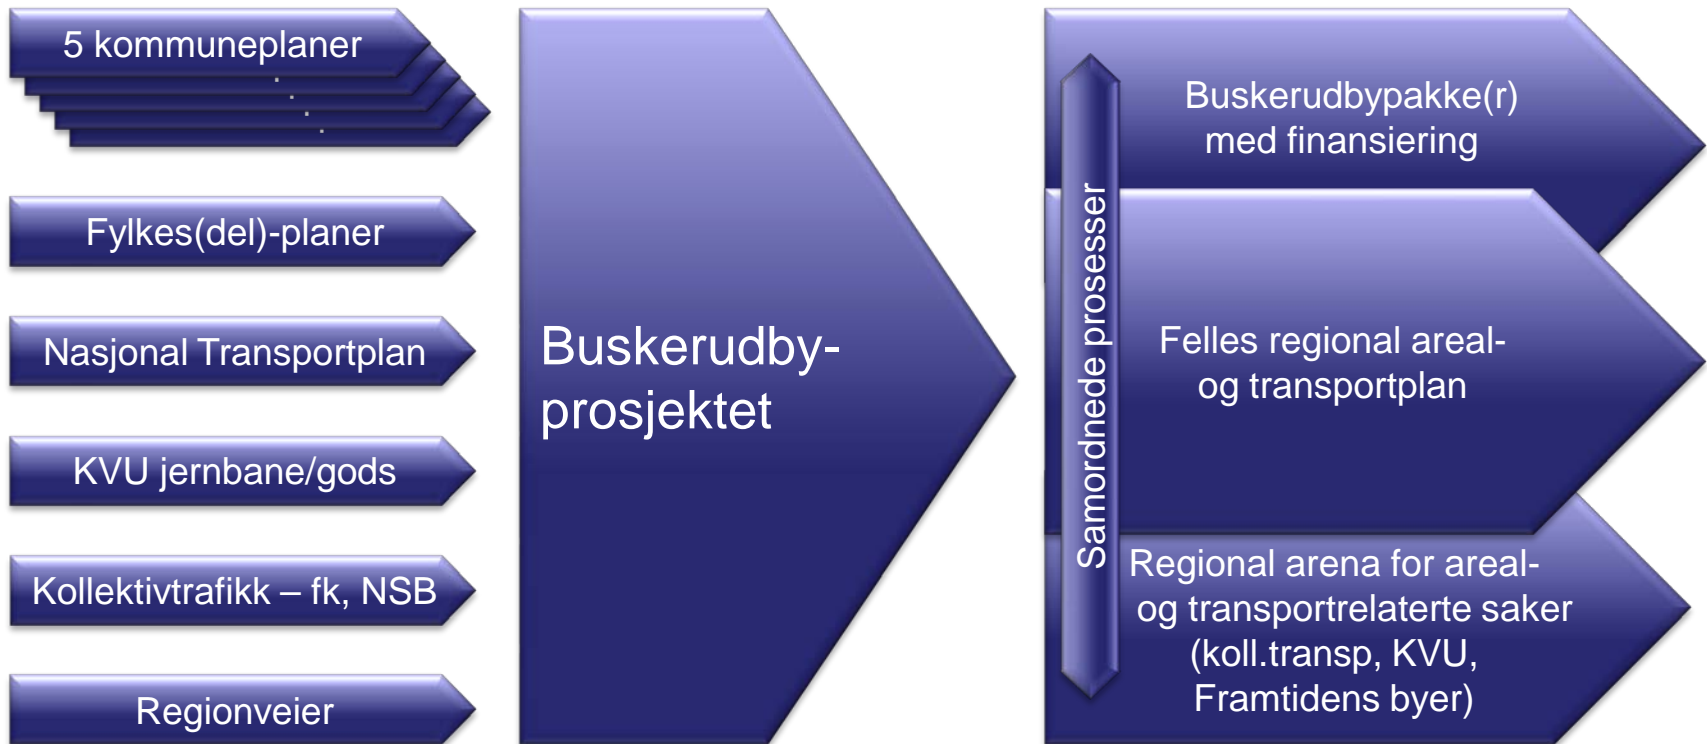 5 kommuneplaner
.
.
.
.
Fylkes(del)-planer
Nasjonal Transportplan
KVU jernbane/gods
Kollektivtrafikk – fk, NSB
Regionveier
Buskerudby-
prosjektet
Samordnede prosesser
Buskerudbypakke(r)
med finansiering
Felles regional areal-
og transportplan
Regional arena for areal-
og transportrelaterte saker
(koll.transp, KVU,
Framtidens byer)